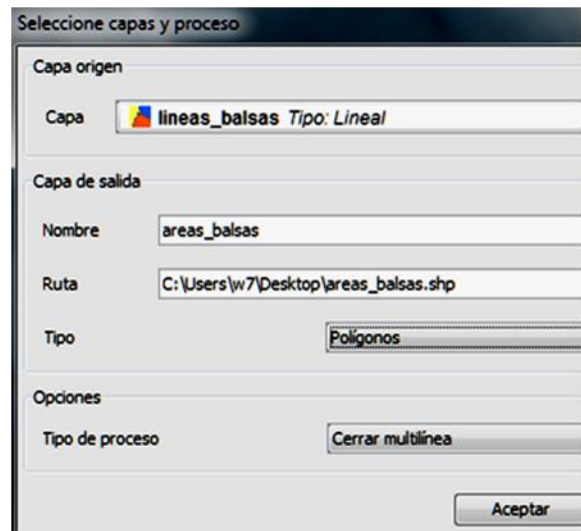 Seleccione capas y proceso
Capa origen
Capa lineas_balsas Tipo: Lineal
Capa de salida
Nombre areas_balsas
Ruta C:\Users\w7\Desktop\areas_balsas.shp
Tipo Polígonos
Opciones
Tipo de proceso Cerrar multilínea
Aceptar